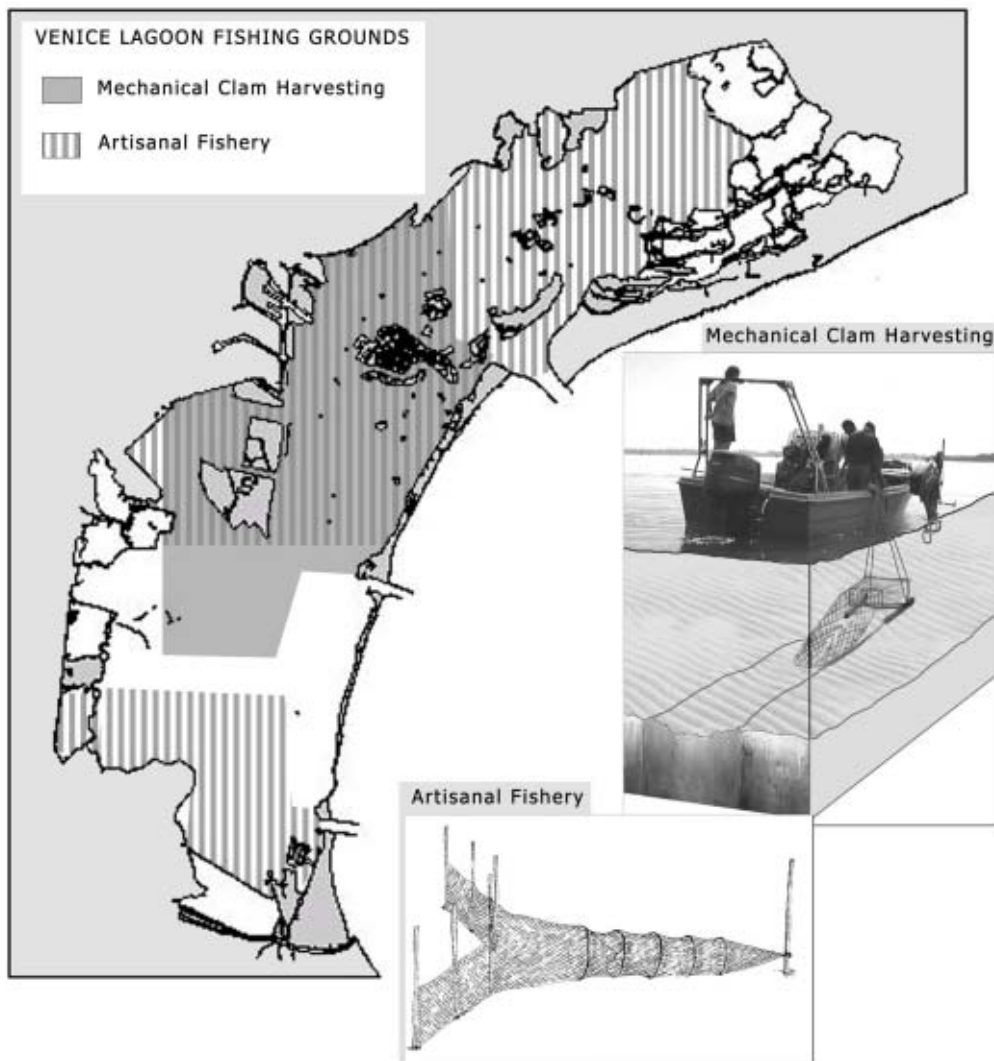 VENICE LAGOON FISHING GROUNDS
Mechanical Clam Harvesting
Artisanal Fishery
Mechanical Clam Harvesting
Artisanal Fishery